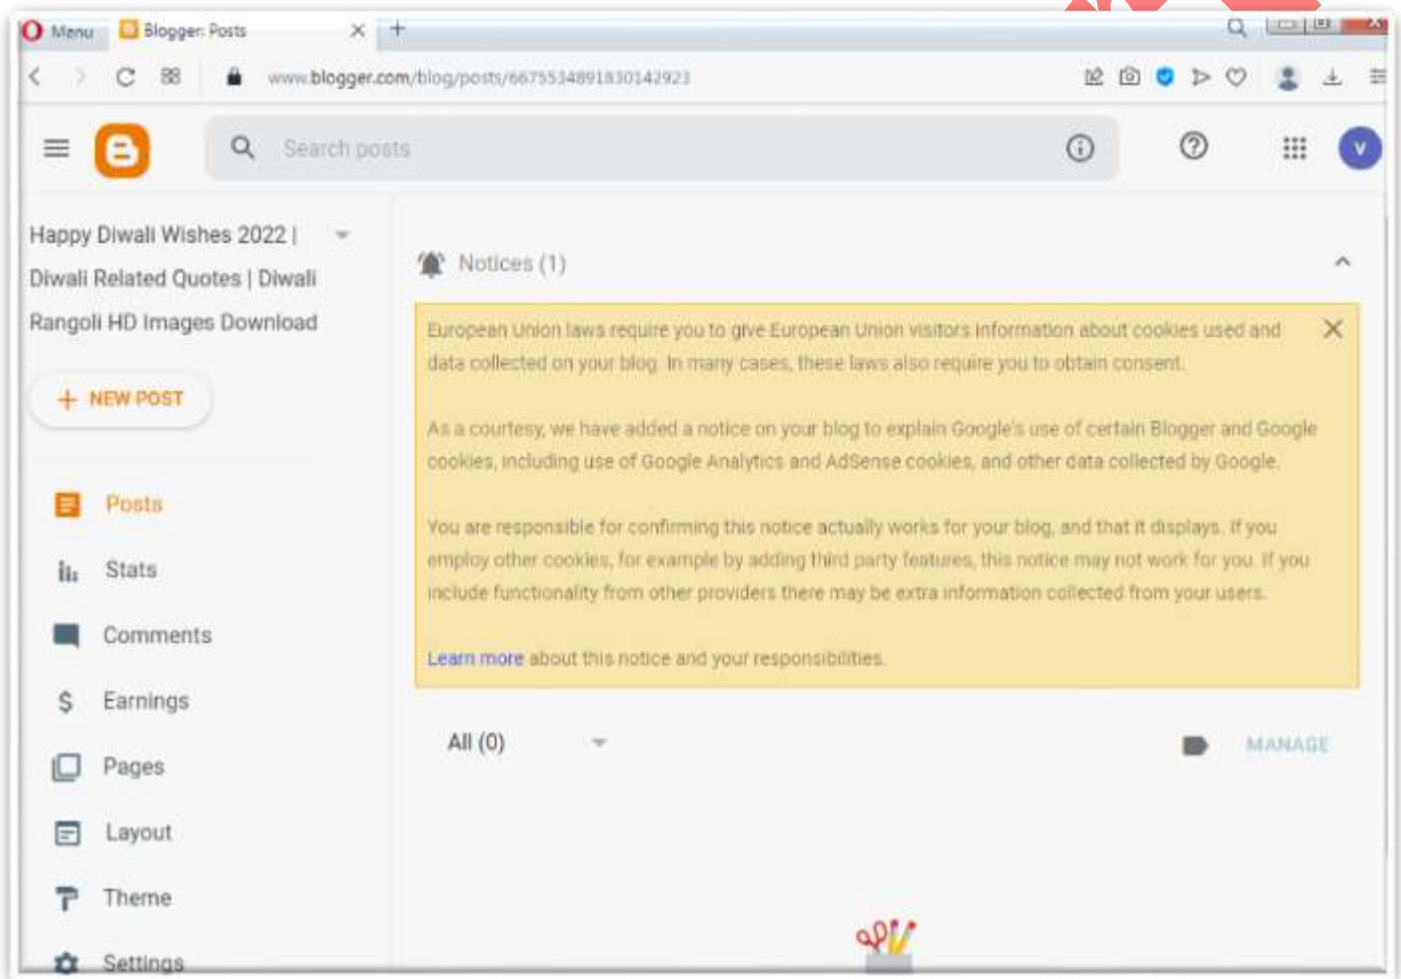 Menu
Blogger: Posts
www.blogger.com/blog/posts/6675534891830142923
Search posts
V
Happy Diwali Wishes 2022 |
Diwali Related Quotes | Diwali
Rangoli HD Images Download
+ NEW POST
Posts
Stats
Comments
Earnings
Pages
Layout
Theme
Settings
Notices (1)
European Union laws require you to give European Union visitors information about cookies used and
data collected on your blog. In many cases, these laws also require you to obtain consent.
As a courtesy, we have added a notice on your blog to explain Google's use of certain Blogger and Google
cookies, including use of Google Analytics and AdSense cookies, and other data collected by Google.
You are responsible for confirming this notice actually works for your blog, and that it displays. If you
employ other cookies, for example by adding third party features, this notice may not work for you. If you
include functionality from other providers there may be extra information collected from your users.
Learn more about this notice and your responsibilities.
All (0)
MANAGE